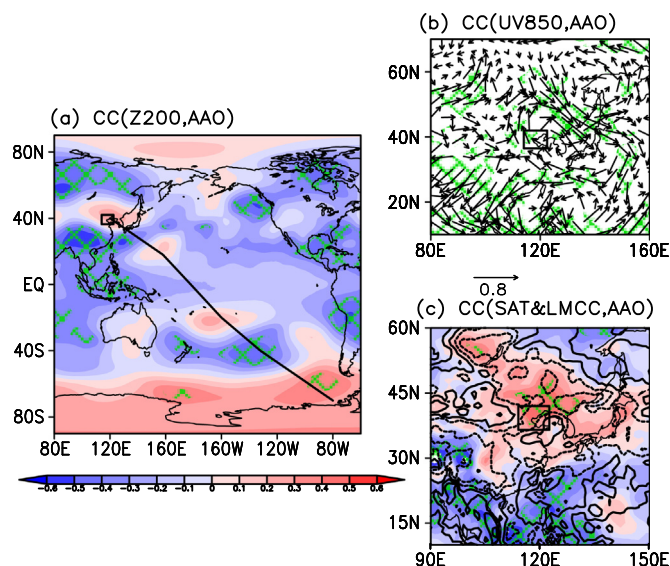 (b) CC(UV850,AAO)
60N
40N
20N
80E 120E 160E
0.8
(a) CC(Z200,AAO)
80N
40N
EQ
40S
80S
80E 120E 160E 160W 120W 80W
-0.6 -0.5 -0.4 -0.3 -0.2 -0.1 0 0.1 0.2 0.3 0.4 0.5 0.6
(c) CC(SAT&LMCC,AAO)
60N
45N
30N
15N
90E 120E 150E